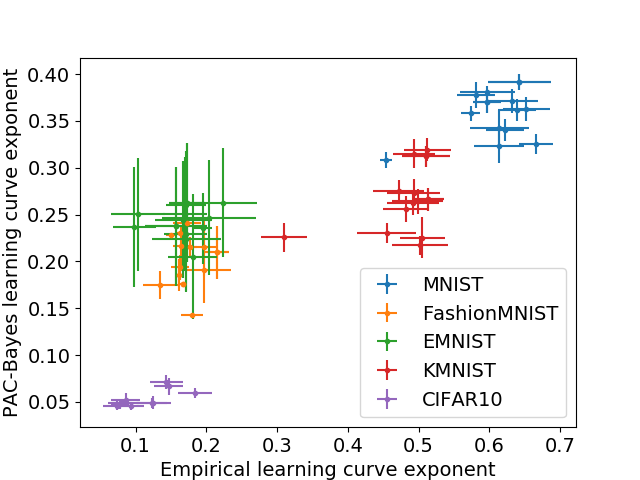 PAC-Bayes learning curve exponent
0.40
0.35
0.30
0.25
0.20
0.15
0.10
0.05
MNIST
FashionMNIST
EMNIST
KMNIST
CIFAR10
0.1 0.2 0.3 0.4 0.5 0.6 0.7
Empirical learning curve exponent